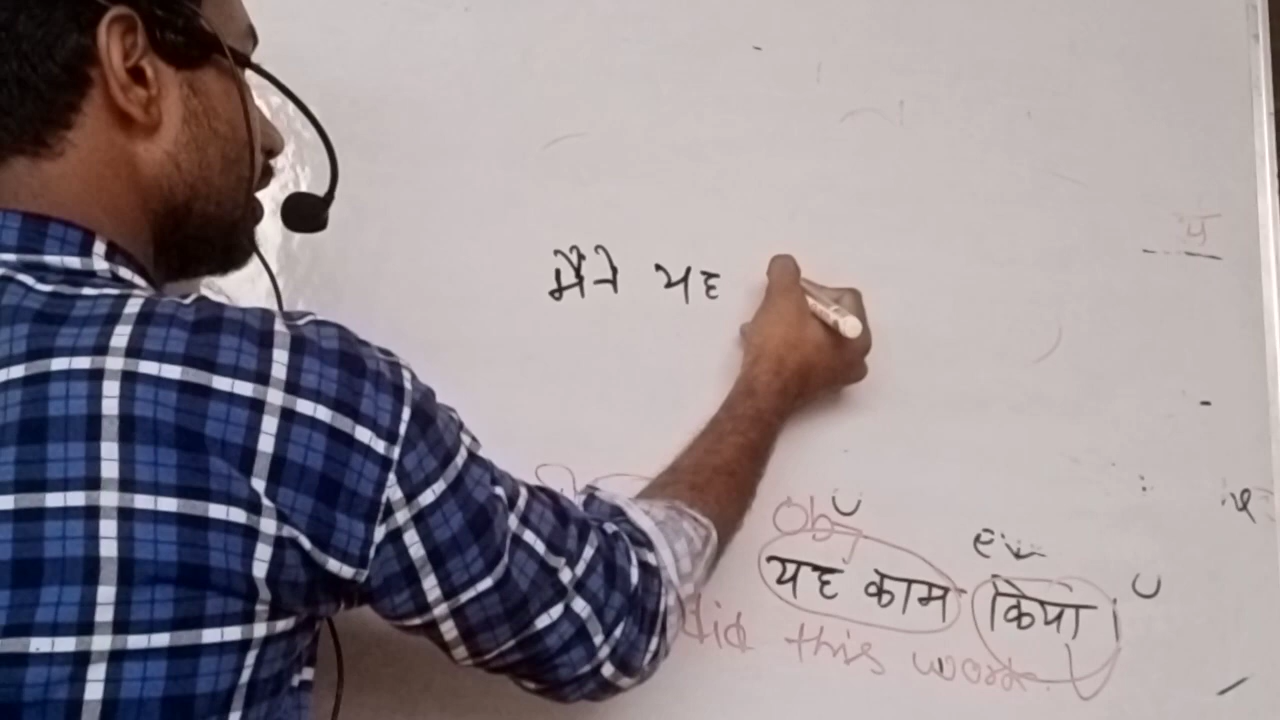 मैंने यह
Obj
यह काम किया।
did this work.